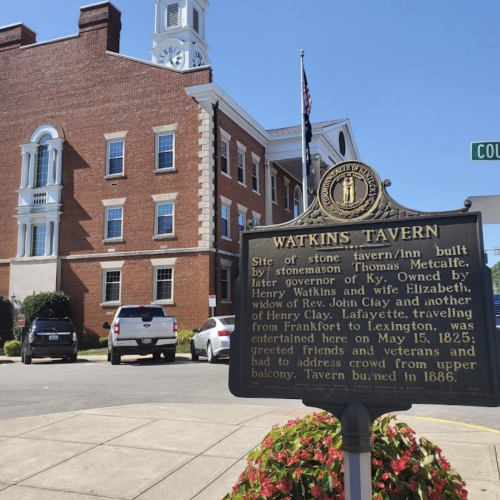 COU
WATKINS TAVERN
Site of stone tavern/inn built
by stonemason Thomas Metcalfe,
later governor of Ky. Owned by
Henry Watkins and wife Elizabeth,
widow of Rev. John Clay and mother
of Henry Clay. Lafayette, traveling
from Frankfort to Lexington, was
entertained here on May 15, 1825;
greeted friends and veterans and
had to address crowd from upper
balcony. Tavern burned in 1886.